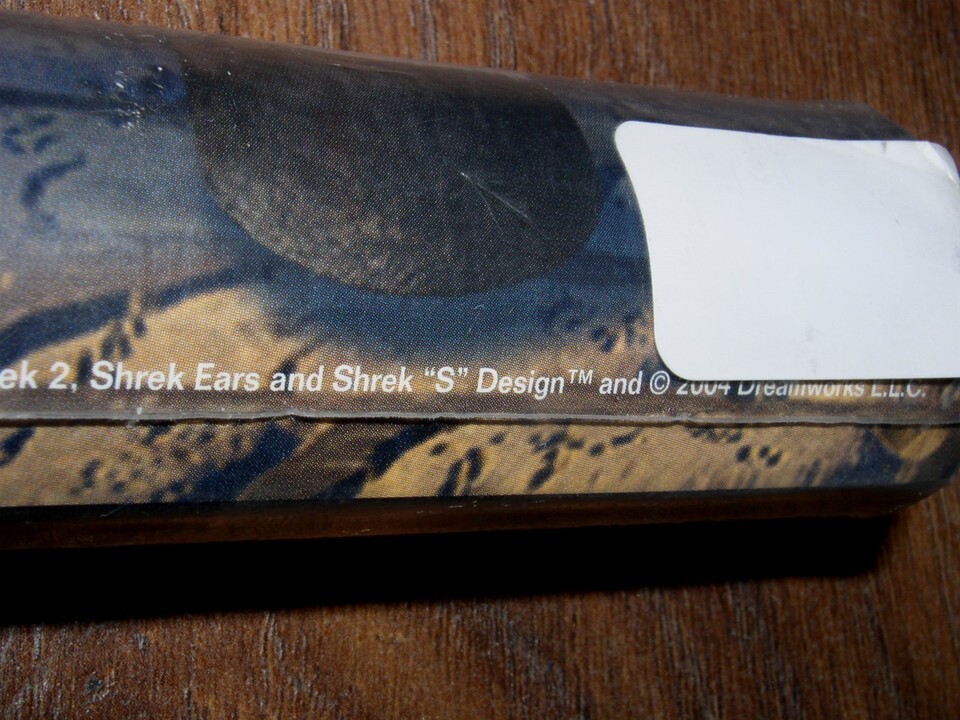 ek 2, Shrek Ears and Shrek “S” Design™ and © 2004 Dreamworks L.L.C.